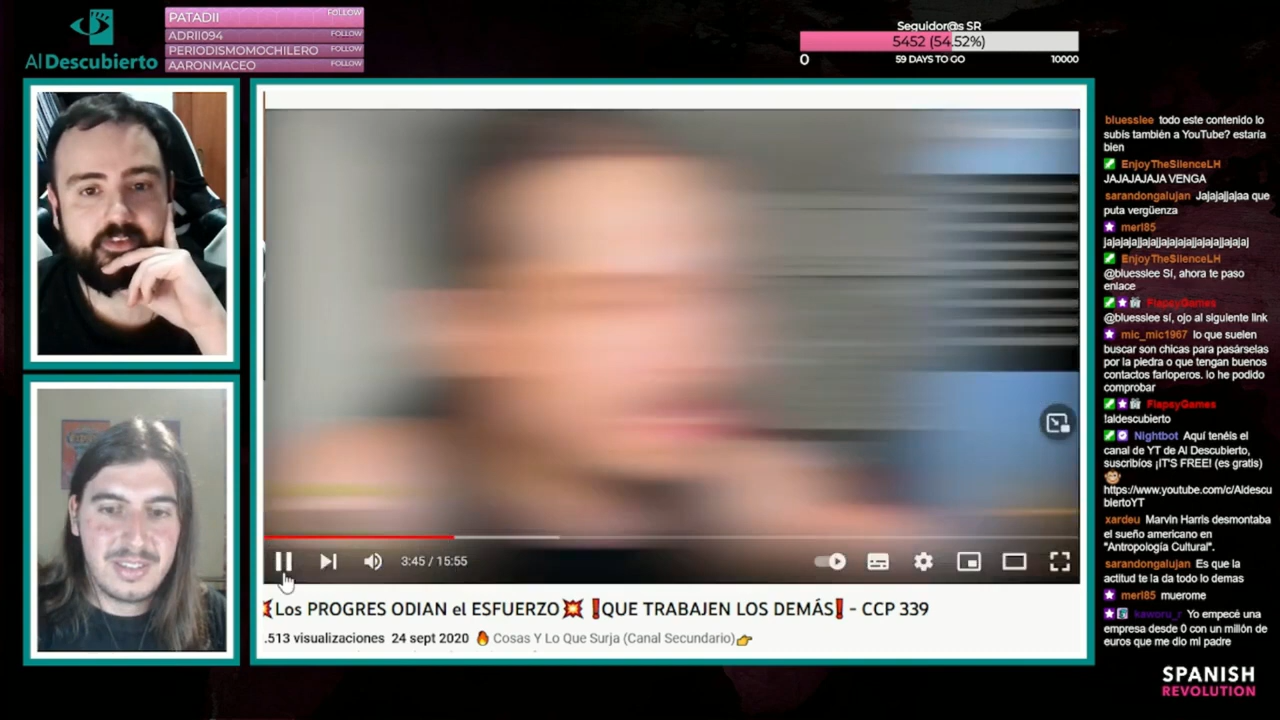 Al Descubierto
PATADII FOLLOW
ADRII094 FOLLOW
PERIODISMOMOCHILERO FOLLOW
AARONMACEO FOLLOW
Seguidor@s SR
5452 (54.52%)
0 59 DAYS TO GO 10000
3:45 / 15:55
Los PROGRES ODIAN el ESFUERZO💥❗QUE TRABAJEN LOS DEMÁS❗ - CCP 339
.513 visualizaciones 24 sept 2020 🔥 Cosas Y Lo Que Surja (Canal Secundario)👉
bluesslee todo este contenido lo
subís también a YouTube? estaría
bien
EnjoyTheSilenceLH
JAJAJAJAJA VENGA
sarandongalujan Jajajajjajaa que
puta vergüenza
merl85
jajajajajjajajjajajajajjajajjajajaj
EnjoyTheSilenceLH
@bluesslee Sí, ahora te paso
enlace
FlapsyGames
@bluesslee sí, ojo al siguiente link
mic_mic1967 lo que suelen
buscar son chicas para pasárselas
por la piedra o que tengan buenos
contactos farloperos. lo he podido
comprobar
FlapsyGames
!aldescubierto
Nightbot Aquí tenéis el
canal de YT de Al Descubierto,
suscribíos ¡IT'S FREE! (es gratis)
🐵
https://www.youtube.com/c/Aldescu
biertoYT
xardeu Marvin Harris desmontaba
el sueño americano en
"Antropología Cultural".
sarandongalujan Es que la
actitud te la da todo lo demas
merl85 muerome
kaworu_r Yo empecé una
empresa desde 0 con un millón de
euros que me dio mi padre
SPANISH
REVOLUTION